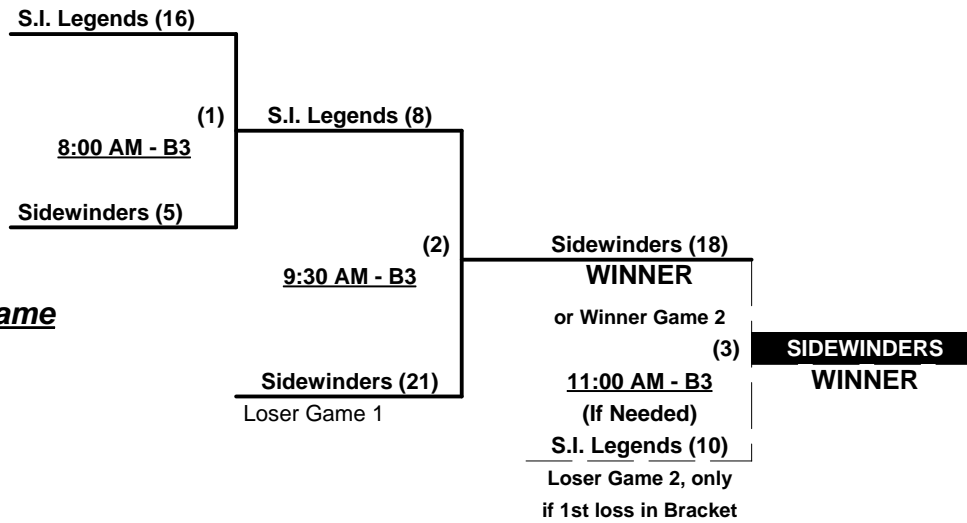 S.I. Legends (16)
(1)
S.I. Legends (8)
8:00 AM - B3
Sidewinders (5)
(2)
Sidewinders (18)
9:30 AM - B3
WINNER
ame
or Winner Game 2
(3)
SIDEWINDERS
Sidewinders (21)
11:00 AM - B3
WINNER
Loser Game 1
(If Needed)
S.I. Legends (10)
Loser Game 2, only
if 1st loss in Bracket